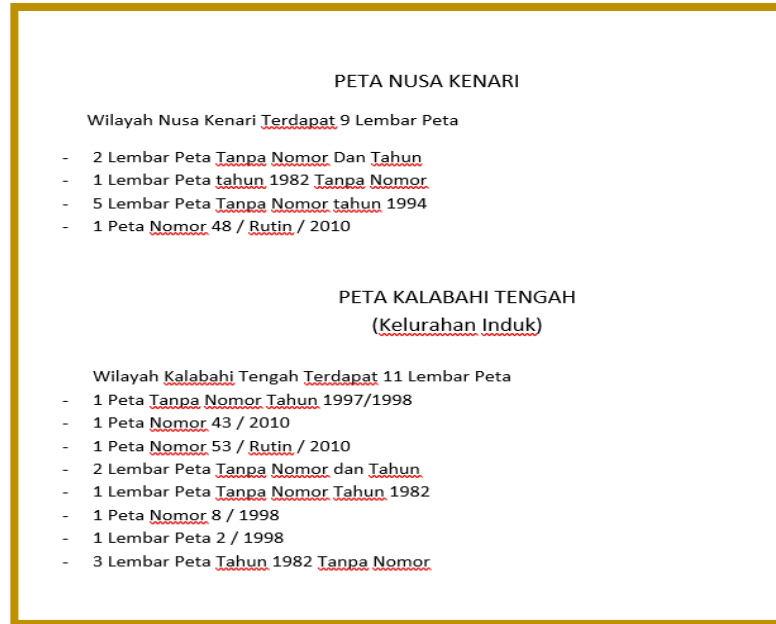 PETA NUSA KENARI
Wilayah Nusa Kenari Terdapat 9 Lembar Peta
- 2 Lembar Peta Tanpa Nomor Dan Tahun
- 1 Lembar Peta tahun 1982 Tanpa Nomor
- 5 Lembar Peta Tanpa Nomor tahun 1994
- 1 Peta Nomor 48 / Rutin / 2010
PETA KALABAHI TENGAH
(Kelurahan Induk)
Wilayah Kalabahi Tengah Terdapat 11 Lembar Peta
- 1 Peta Tanpa Nomor Tahun 1997/1998
- 1 Peta Nomor 43 / 2010
- 1 Peta Nomor 53 / Rutin / 2010
- 2 Lembar Peta Tanpa Nomor dan Tahun
- 1 Lembar Peta Tanpa Nomor Tahun 1982
- 1 Peta Nomor 8 / 1998
- 1 Lembar Peta 2 / 1998
- 3 Lembar Peta Tahun 1982 Tanpa Nomor